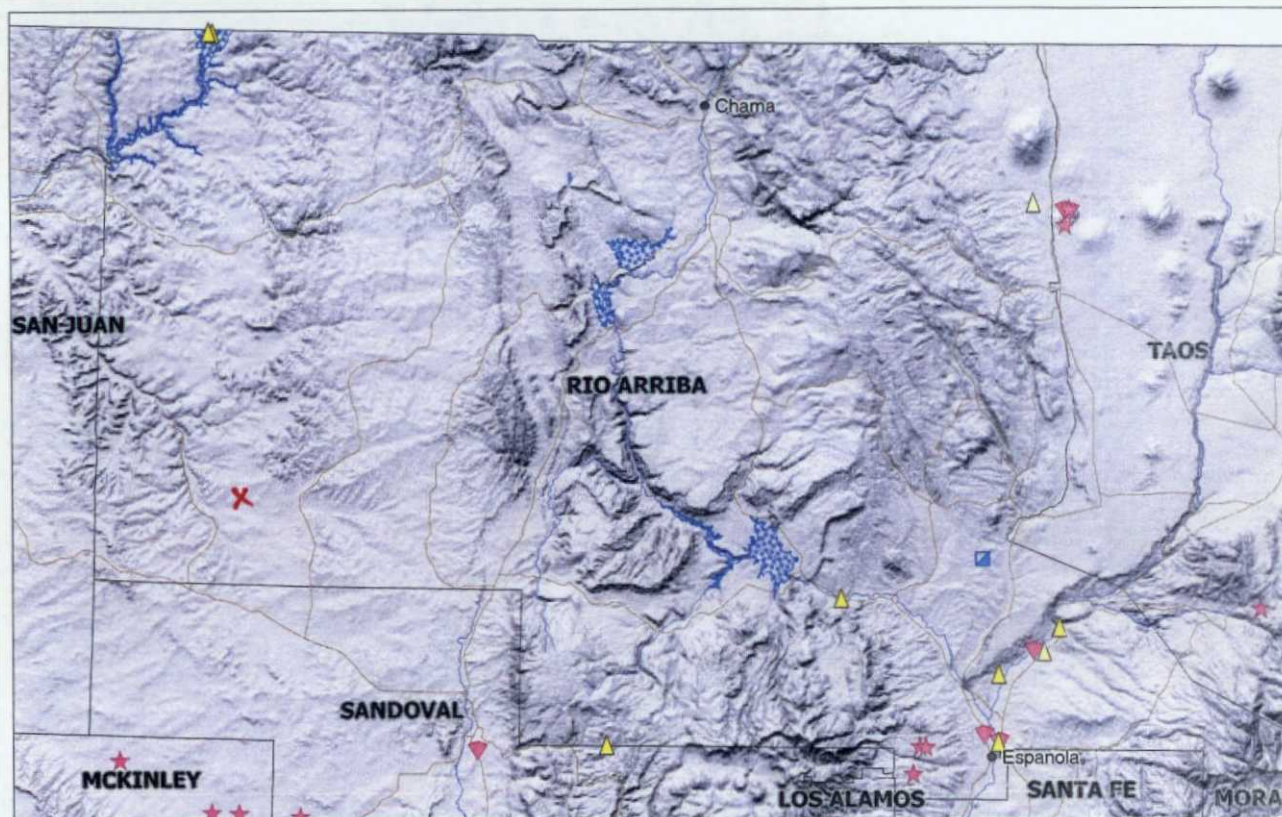 Chama
SAN JUAN
TAOS
RIO ARRIBA
SANDOVAL
Espanola
MCKINLEY
LOS ALAMOS
SANTA FE
MORA